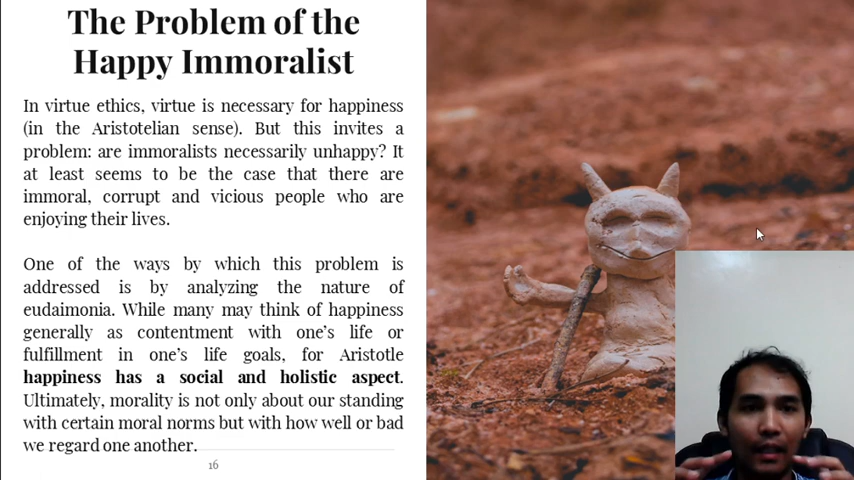 The Problem of the
Happy Immoralist
In virtue ethics, virtue is necessary for happiness
(in the Aristotelian sense). But this invites a
problem: are immoralists necessarily unhappy? It
at least seems to be the case that there are
immoral, corrupt and vicious people who are
enjoying their lives.
One of the ways by which this problem is
addressed is by analyzing the nature of
eudaimonia. While many may think of happiness
generally as contentment with one’s life or
fulfillment in one’s life goals, for Aristotle
happiness has a social and holistic aspect.
Ultimately, morality is not only about our standing
with certain moral norms but with how well or bad
we regard one another.
16